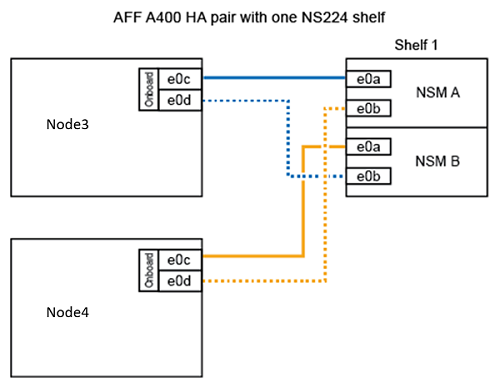 AFF A400 HA pair with one NS224 shelf
Shelf 1
Node3
Onboard
e0c
e0d
e0a
e0b
NSM A
e0a
e0b
NSM B
Node4
Onboard
e0c
e0d